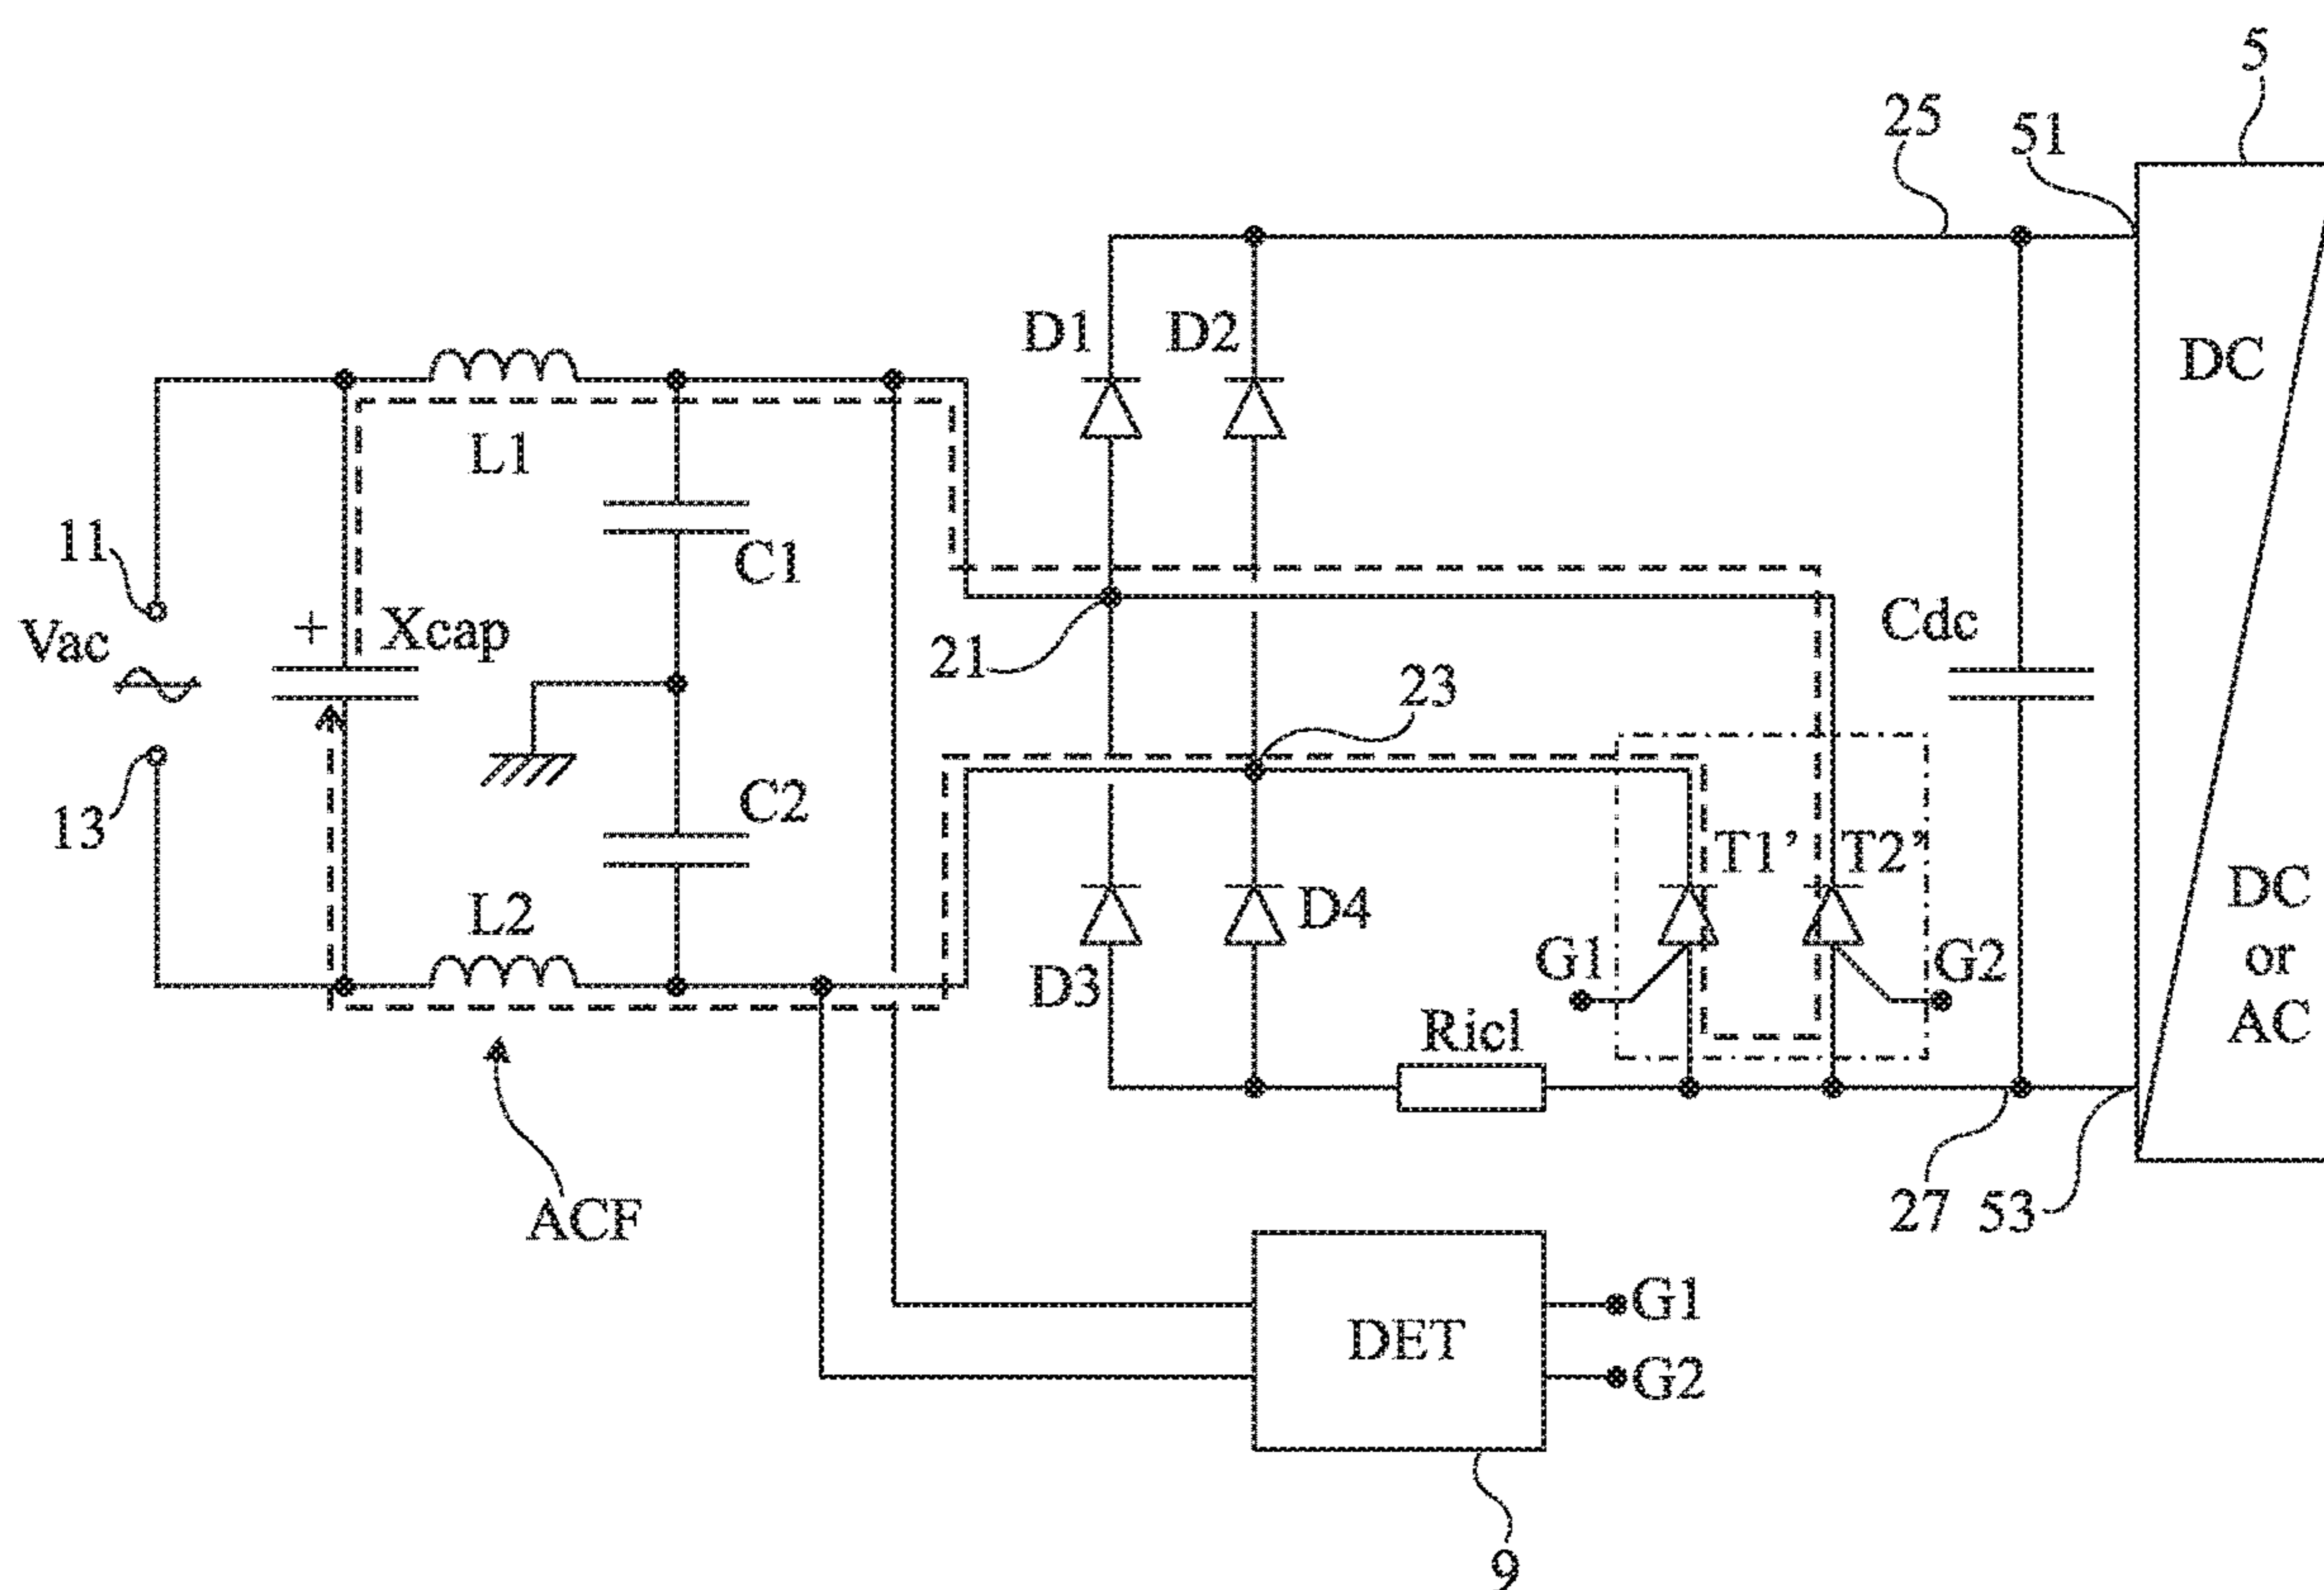 5
25
51
D1
D2
DC
L1
11
C1
+
Xcap
Vac
21
Cdc
23
13
C2
T1’
T2’
L2
D4
DC
or
AC
G1
G2
D3
Ricl
ACF
27
53
DET
G1
G2
9